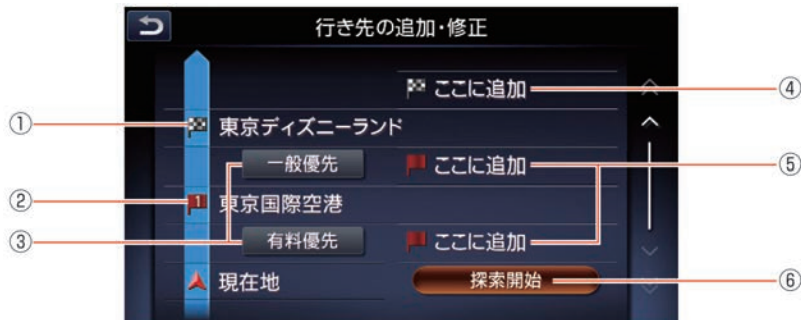 行き先の追加･修正
④
ここに追加
①
東京ディズニーランド
一般優先
ここに追加
⑤
②
1
東京国際空港
③
有料優先
ここに追加
現在地
探索開始
⑥